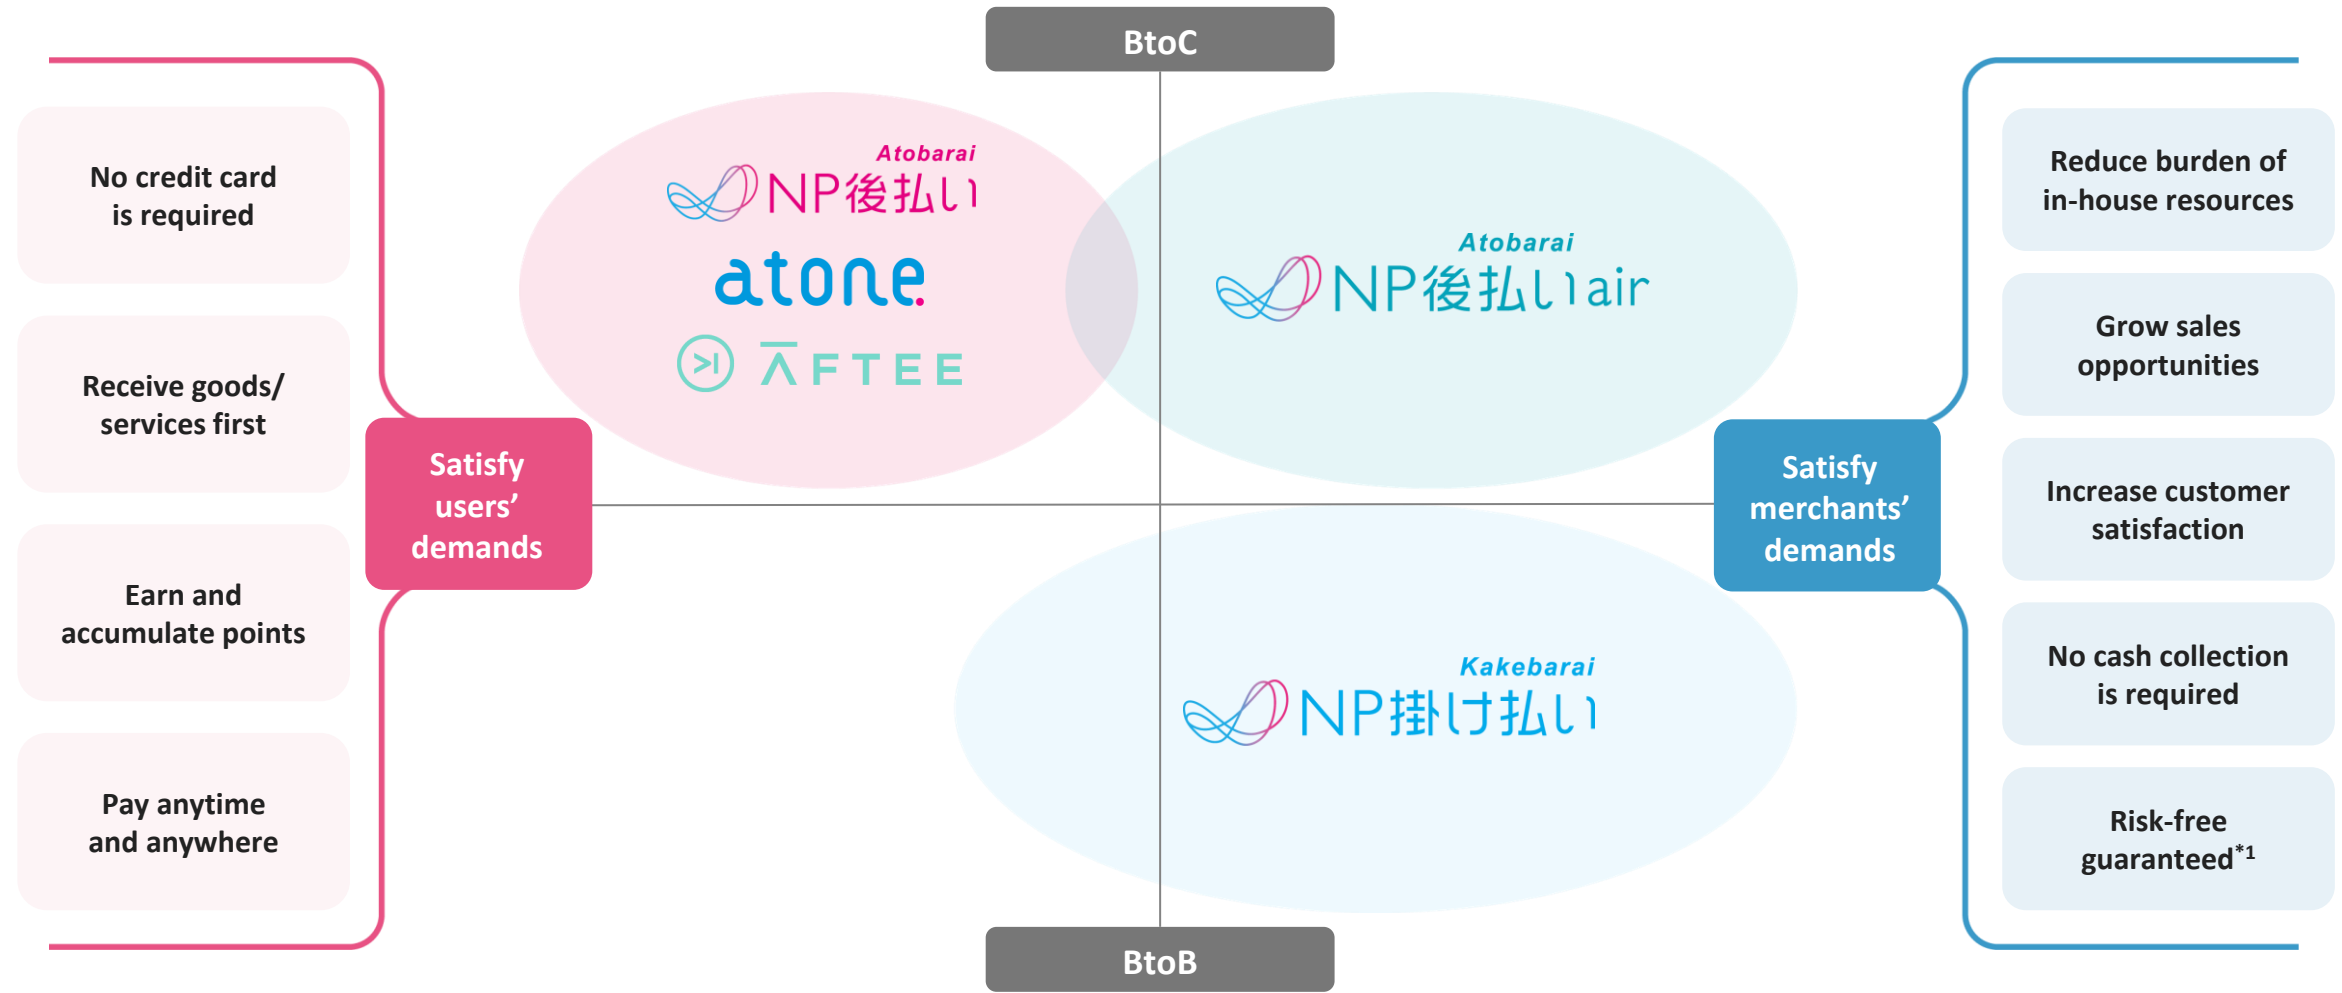 BtoC
No credit card
is required
Receive goods/
services first
Earn and
accumulate points
Pay anytime
and anywhere
Satisfy
users’
demands
Atobarai
NP後払い
atone.
AFTEE
Atobarai
NP後払いair
Kakebarai
NP掛け払い
Satisfy
merchants’
demands
Reduce burden of
in-house resources
Grow sales
opportunities
Increase customer
satisfaction
No cash collection
is required
Risk-free
guaranteed*1
BtoB